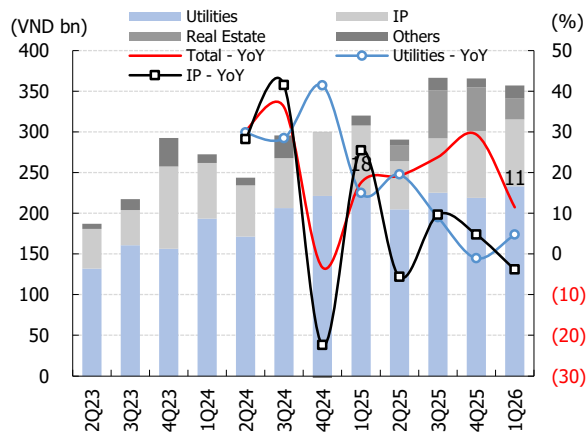 (VND bn)
(%)
Utilities
IP
Real Estate
Others
Total - YoY
Utilities - YoY
IP - YoY
400
350
300
250
200
150
100
50
0
50
40
30
20
10
0
(10)
(20)
(30)
18
11
2Q23
3Q23
4Q23
1Q24
2Q24
3Q24
4Q24
1Q25
2Q25
3Q25
4Q25
1Q26